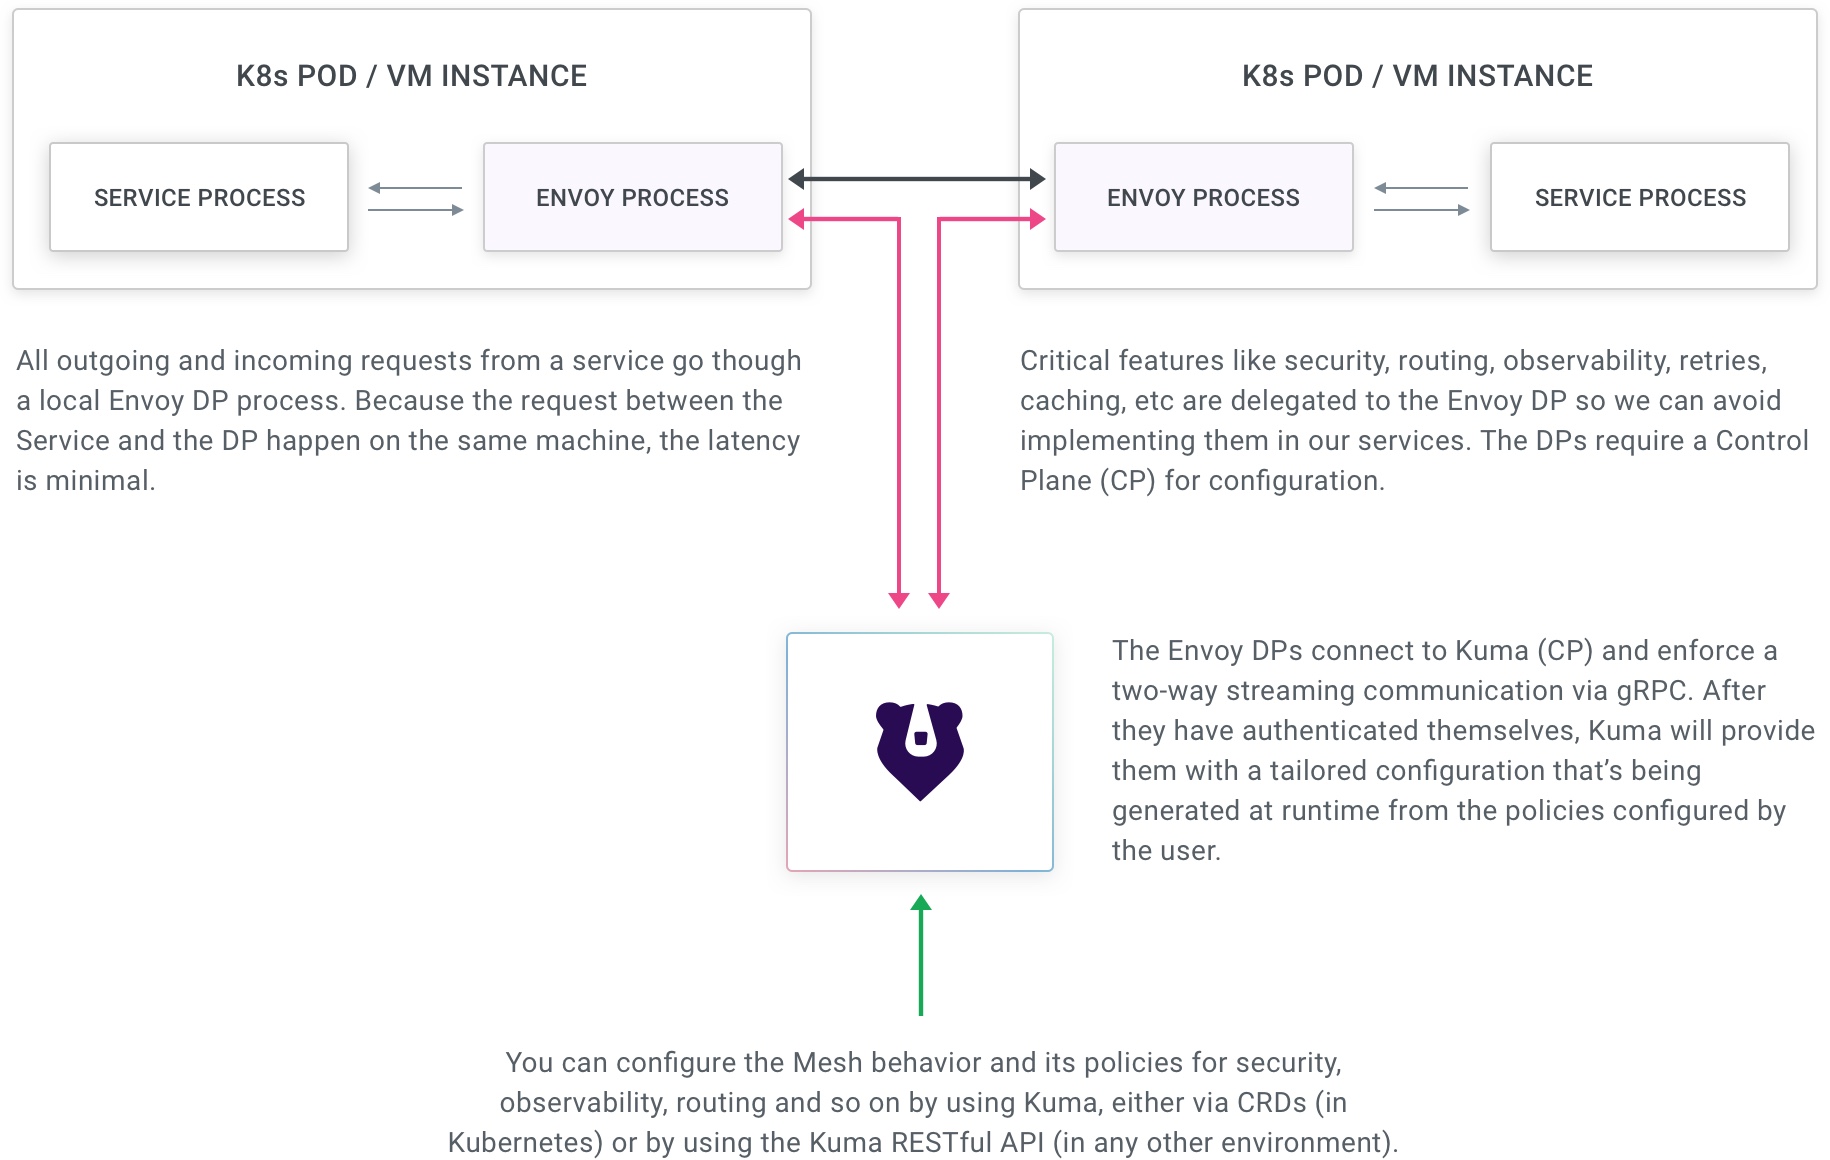 K8s POD / VM INSTANCE
SERVICE PROCESS
ENVOY PROCESS
K8s POD / VM INSTANCE
ENVOY PROCESS
SERVICE PROCESS
All outgoing and incoming requests from a service go though
a local Envoy DP process. Because the request between the
Service and the DP happen on the same machine, the latency
is minimal.
Critical features like security, routing, observability, retries,
caching, etc are delegated to the Envoy DP so we can avoid
implementing them in our services. The DPs require a Control
Plane (CP) for configuration.
The Envoy DPs connect to Kuma (CP) and enforce a
two-way streaming communication via gRPC. After
they have authenticated themselves, Kuma will provide
them with a tailored configuration that’s being
generated at runtime from the policies configured by
the user.
You can configure the Mesh behavior and its policies for security,
observability, routing and so on by using Kuma, either via CRDs (in
Kubernetes) or by using the Kuma RESTful API (in any other environment).